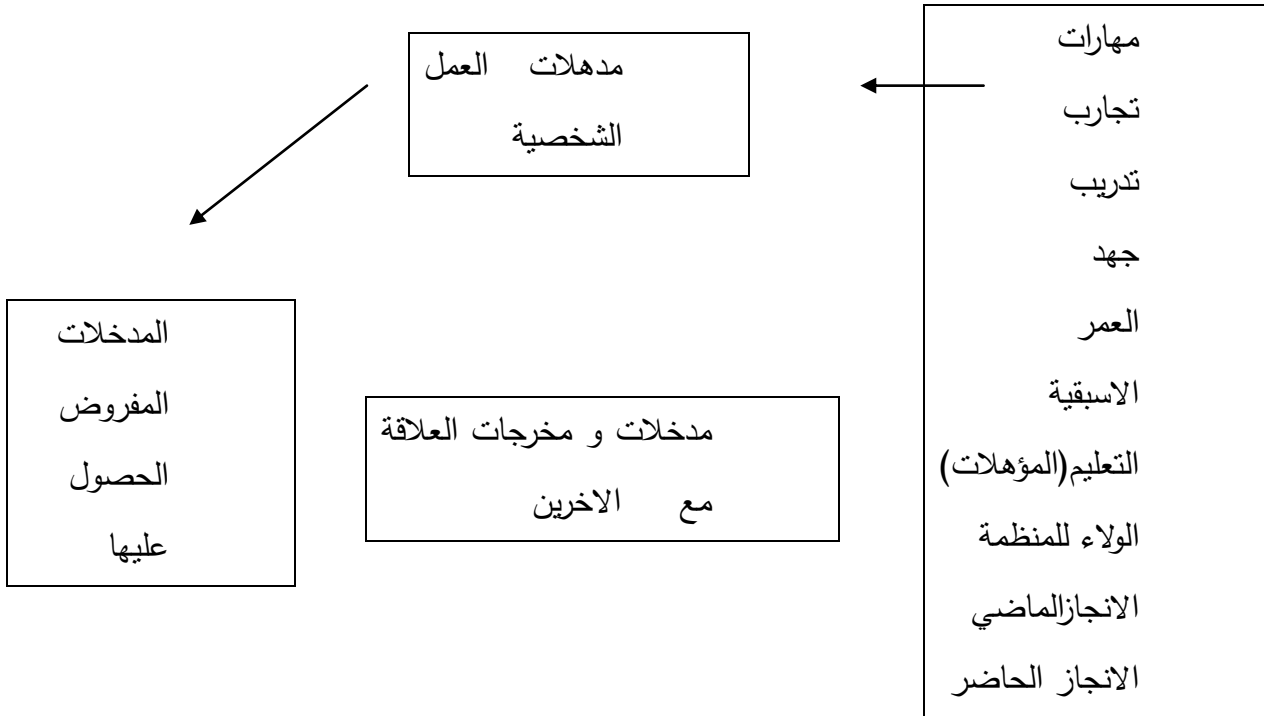 مهارات
تجارب
تدريب
جهد
العمر
الاسبقية
التعليم(المؤهلات)
الولاء للمنظمة
الانجازالماضي
الانجاز الحاضر
مدهلات العمل
الشخصية
مدخلات و مخرجات العلاقة
مع الاخرين
المدخلات
المفروض
الحصول
عليها